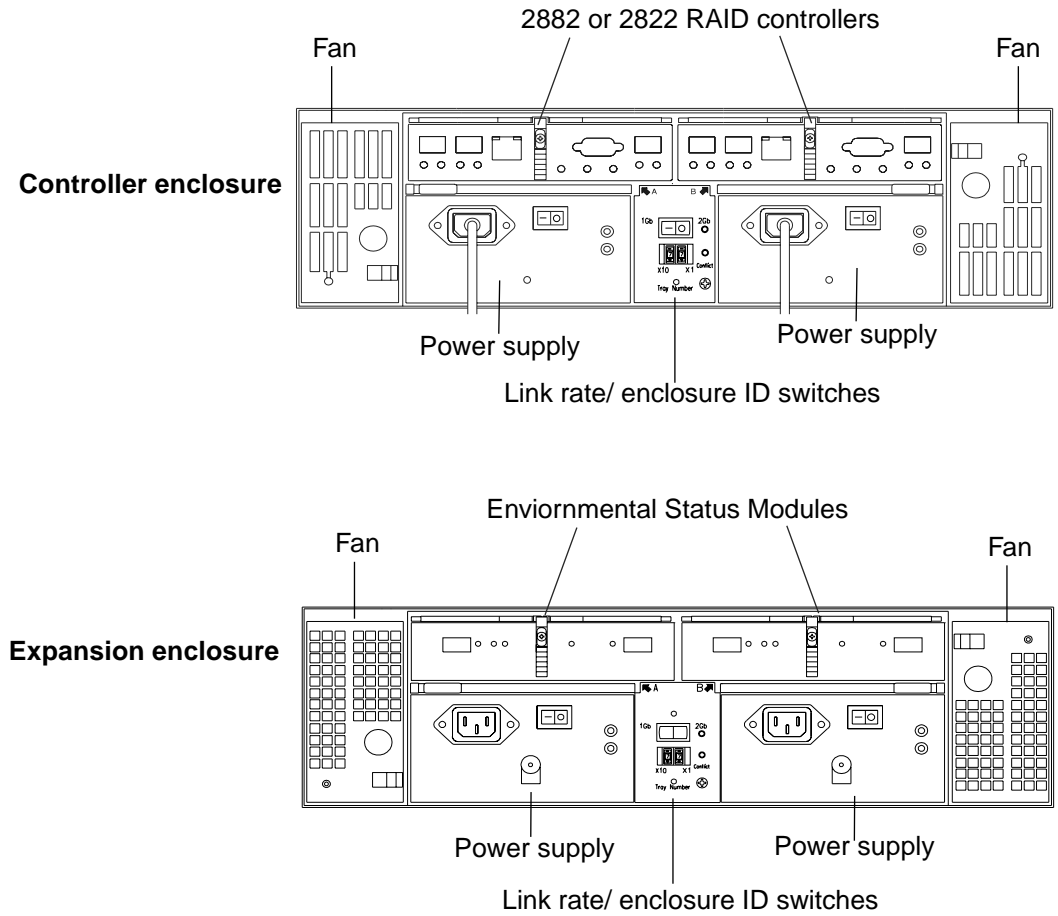 2882 or 2822 RAID controllers
Fan
Fan
Controller enclosure
A B
1Gb 2Gb
Conflict
X10 X1
Tray Number
Power supply
Power supply
Link rate/ enclosure ID switches
Enviornmental Status Modules
Fan
Fan
Expansion enclosure
A B
1Gb 2Gb
Conflict
X10 X1
Tray Number
Power supply
Power supply
Link rate/ enclosure ID switches